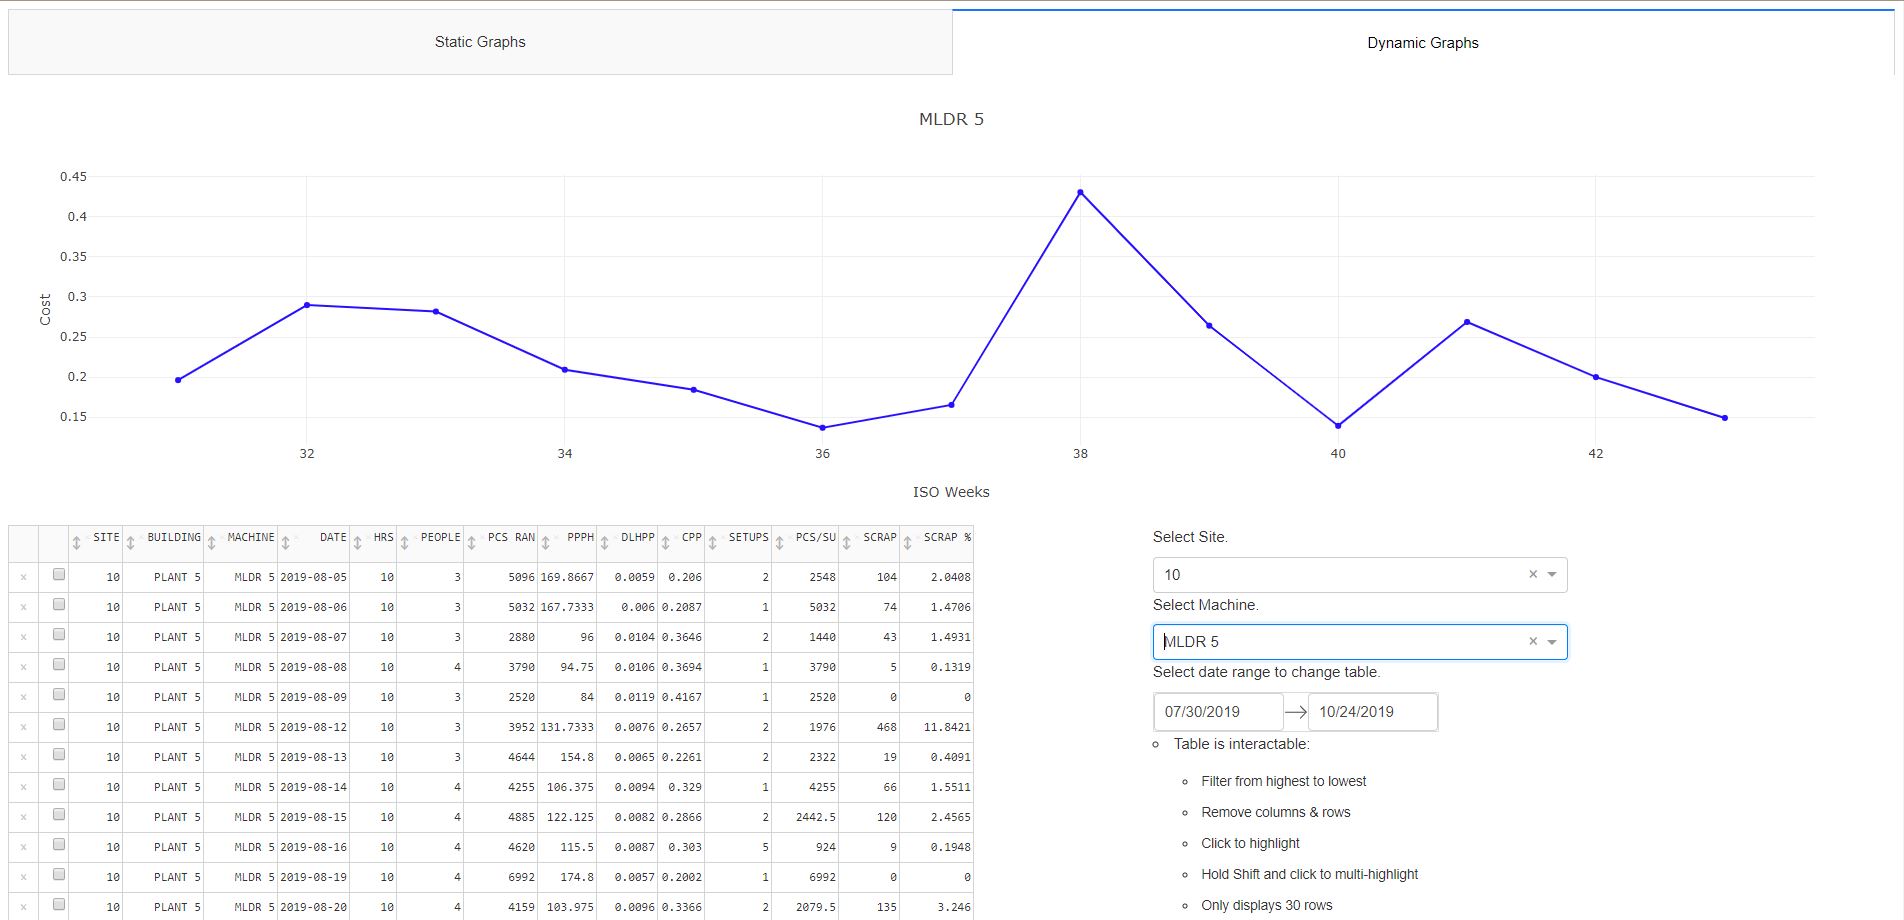 Static Graphs
Dynamic Graphs
MLDR 5
0.45
0.4
0.35
0.3
0.25
0.2
0.15
Cost
32 34 36 38 40 42
ISO Weeks
SITE BUILDING MACHINE DATE HRS PEOPLE PCS RAN PPPH DLHPP CPP SETUPS PCS/SU SCRAP SCRAP %
x 10 PLANT 5 MLDR 5 2019-08-05 10 3 5096 169.8667 0.0059 0.206 2 2548 104 2.0408
x 10 PLANT 5 MLDR 5 2019-08-06 10 3 5032 167.7333 0.006 0.2087 1 5032 74 1.4706
x 10 PLANT 5 MLDR 5 2019-08-07 10 3 2880 96 0.0104 0.3646 2 1440 43 1.4931
x 10 PLANT 5 MLDR 5 2019-08-08 10 4 3790 94.75 0.0106 0.3694 1 3790 5 0.1319
x 10 PLANT 5 MLDR 5 2019-08-09 10 3 2520 84 0.0119 0.4167 1 2520 0 0
x 10 PLANT 5 MLDR 5 2019-08-12 10 3 3952 131.7333 0.0076 0.2657 2 1976 468 11.8421
x 10 PLANT 5 MLDR 5 2019-08-13 10 3 4644 154.8 0.0065 0.2261 2 2322 19 0.4091
x 10 PLANT 5 MLDR 5 2019-08-14 10 4 4255 106.375 0.0094 0.329 1 4255 66 1.5511
x 10 PLANT 5 MLDR 5 2019-08-15 10 4 4885 122.125 0.0082 0.2866 2 2442.5 120 2.4565
x 10 PLANT 5 MLDR 5 2019-08-16 10 4 4620 115.5 0.0087 0.303 5 924 9 0.1948
x 10 PLANT 5 MLDR 5 2019-08-19 10 4 6992 174.8 0.0057 0.2002 1 6992 0 0
x 10 PLANT 5 MLDR 5 2019-08-20 10 4 4159 103.975 0.0096 0.3366 2 2079.5 135 3.246
Select Site.
10 ×
Select Machine.
MLDR 5 ×
Select date range to change table.
07/30/2019 → 10/24/2019
Table is interactable:
Filter from highest to lowest
Remove columns & rows
Click to highlight
Hold Shift and click to multi-highlight
Only displays 30 rows